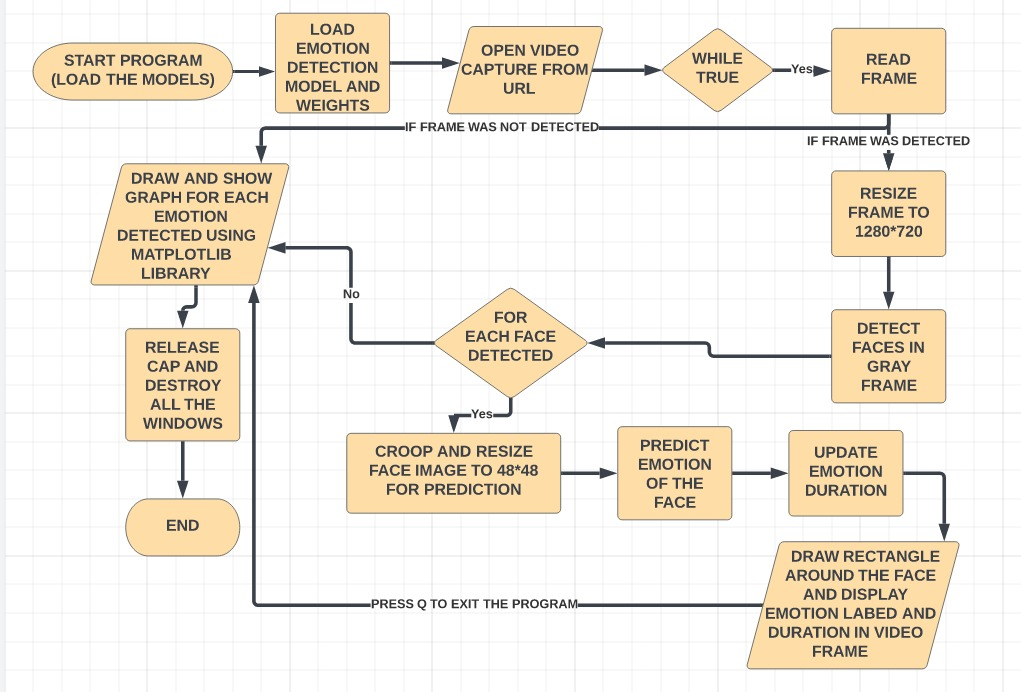 START PROGRAM
(LOAD THE MODELS)
LOAD
EMOTION
DETECTION
MODEL AND
WEIGHTS
OPEN VIDEO
CAPTURE FROM
URL
WHILE
TRUE
Yes
READ
FRAME
IF FRAME WAS NOT DETECTED
IF FRAME WAS DETECTED
DRAW AND SHOW
GRAPH FOR EACH
EMOTION
DETECTED USING
MATPLOTLIB
LIBRARY
RESIZE
FRAME TO
1280*720
No
FOR
EACH FACE
DETECTED
DETECT
FACES IN
GRAY
FRAME
RELEASE
CAP AND
DESTROY
ALL THE
WINDOWS
Yes
CROOP AND RESIZE
FACE IMAGE TO 48*48
FOR PREDICTION
PREDICT
EMOTION
OF THE
FACE
UPDATE
EMOTION
DURATION
END
DRAW RECTANGLE
AROUND THE FACE
AND DISPLAY
EMOTION LABED AND
DURATION IN VIDEO
FRAME
PRESS Q TO EXIT THE PROGRAM